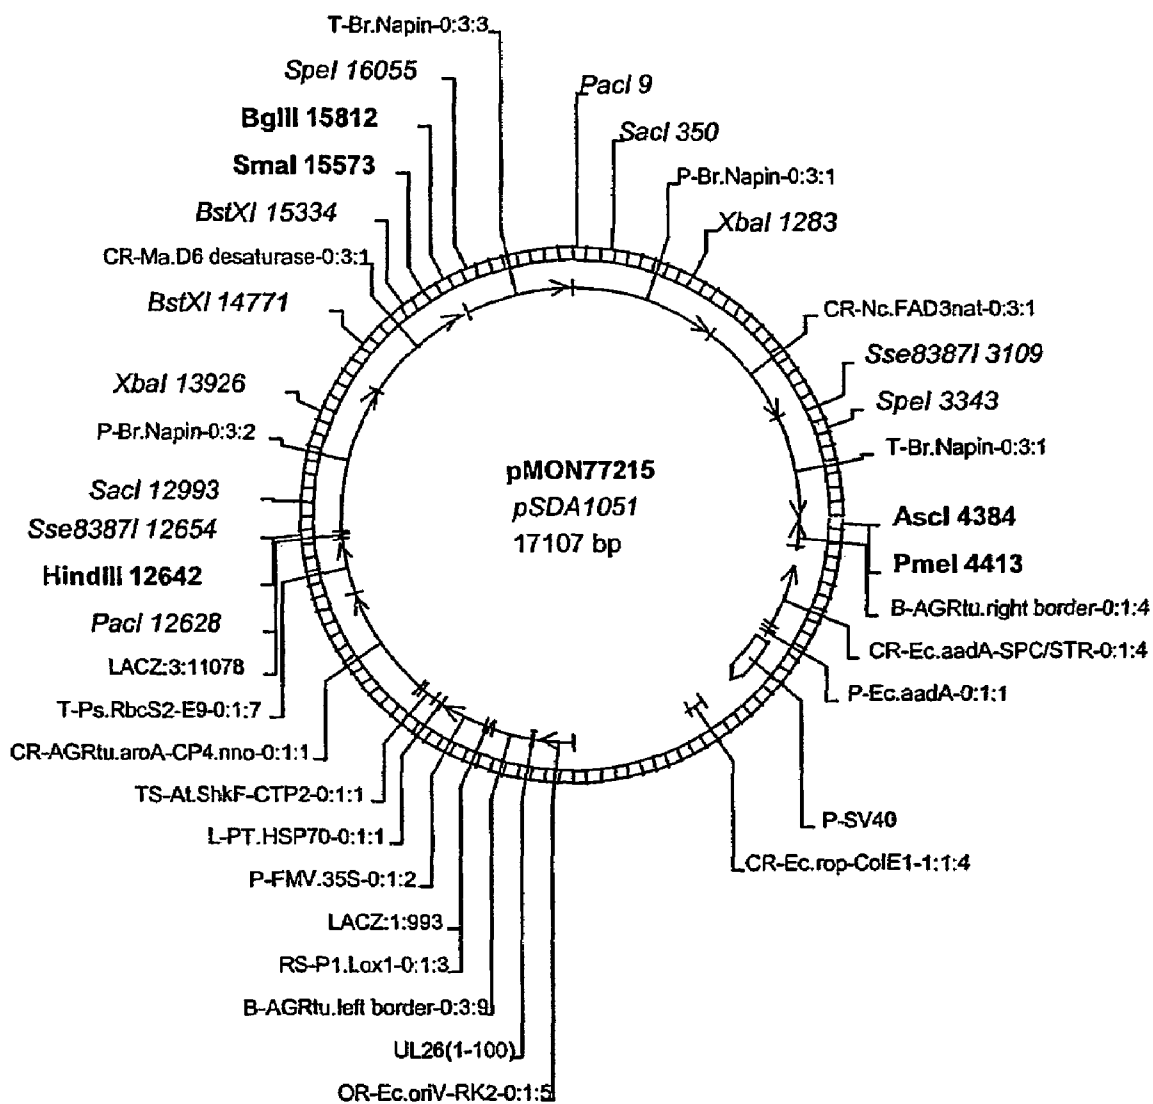 T-Br.Napin-0:3:3
SpeI 16055
PacI 9
BglII 15812
SacI 350
SmaI 15573
P-Br.Napin-0:3:1
BstXI 15334
XbaI 1283
CR-Ma.D6 desaturase-0:3:1
BstXI 14771
CR-Nc.FAD3nat-0:3:1
Sse8387I 3109
XbaI 13926
SpeI 3343
P-Br.Napin-0:3:2
T-Br.Napin-0:3:1
pMON77215
pSDA1051
17107 bp
SacI 12993
Sse8387I 12654
AscI 4384
HindIII 12642
PmeI 4413
PacI 12628
B-AGRtu.right border-0:1:4
LACZ:3:11078
CR-Ec.aadA-SPC/STR-0:1:4
T-Ps.RbcS2-E9-0:1:7
P-Ec.aadA-0:1:1
CR-AGRtu.aroA-CP4.nno-0:1:1
TS-At.ShkF-CTP2-0:1:1
P-SV40
L-PT.HSP70-0:1:1
CR-Ec.rop-ColE1-1:1:4
P-FMV.35S-0:1:2
LACZ:1:993
RS-P1.Lox1-0:1:3
B-AGRtu.left border-0:3:9
UL26(1-100)
OR-Ec.oriV-RK2-0:1:5